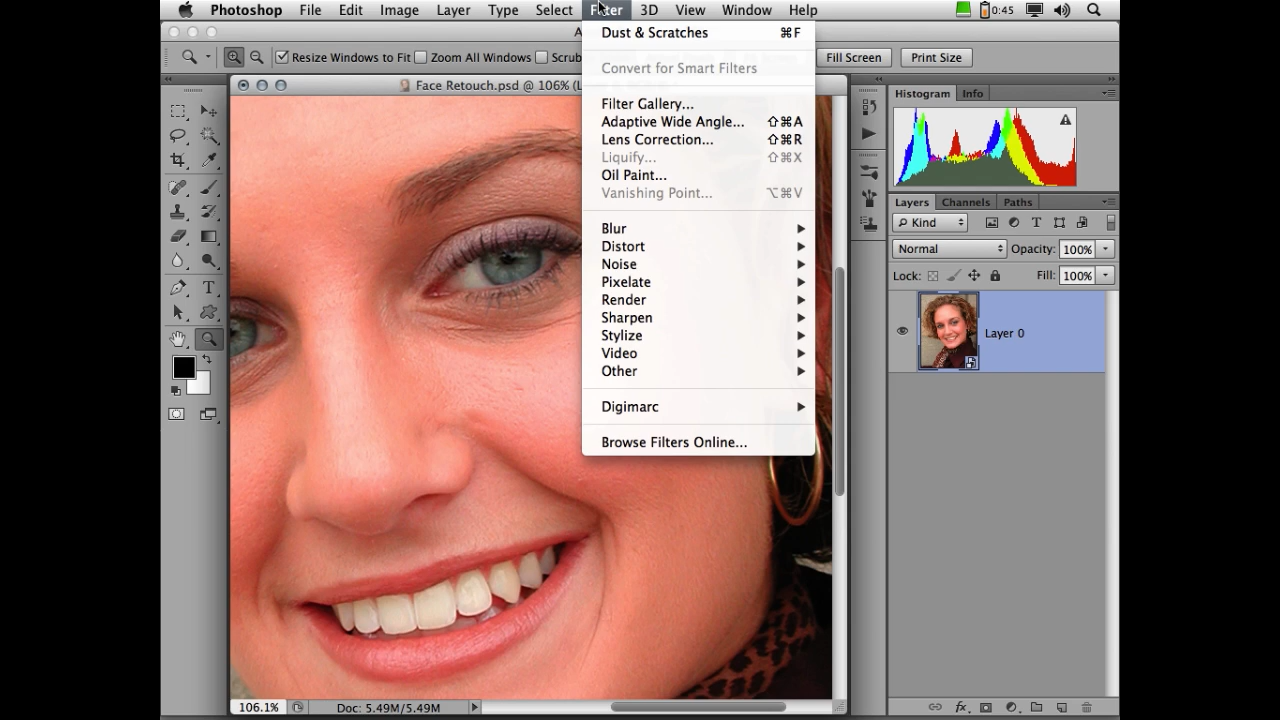 Photoshop File Edit Image Layer Type Select Filter 3D View Window Help 0:45
Resize Windows to Fit Zoom All Windows Scrub Fill Screen Print Size
Face Retouch.psd @ 106% (L
Dust & Scratches ⌘F
Convert for Smart Filters
Filter Gallery...
Adaptive Wide Angle... ⇧⌘A
Lens Correction... ⇧⌘R
Liquify... ⇧⌘X
Oil Paint...
Vanishing Point... ⌥⌘V
Blur
Distort
Noise
Pixelate
Render
Sharpen
Stylize
Video
Other
Digimarc
Browse Filters Online...
Histogram Info
Layers Channels Paths
Kind
Normal Opacity: 100%
Lock: Fill: 100%
Layer 0
106.1% Doc: 5.49M/5.49M